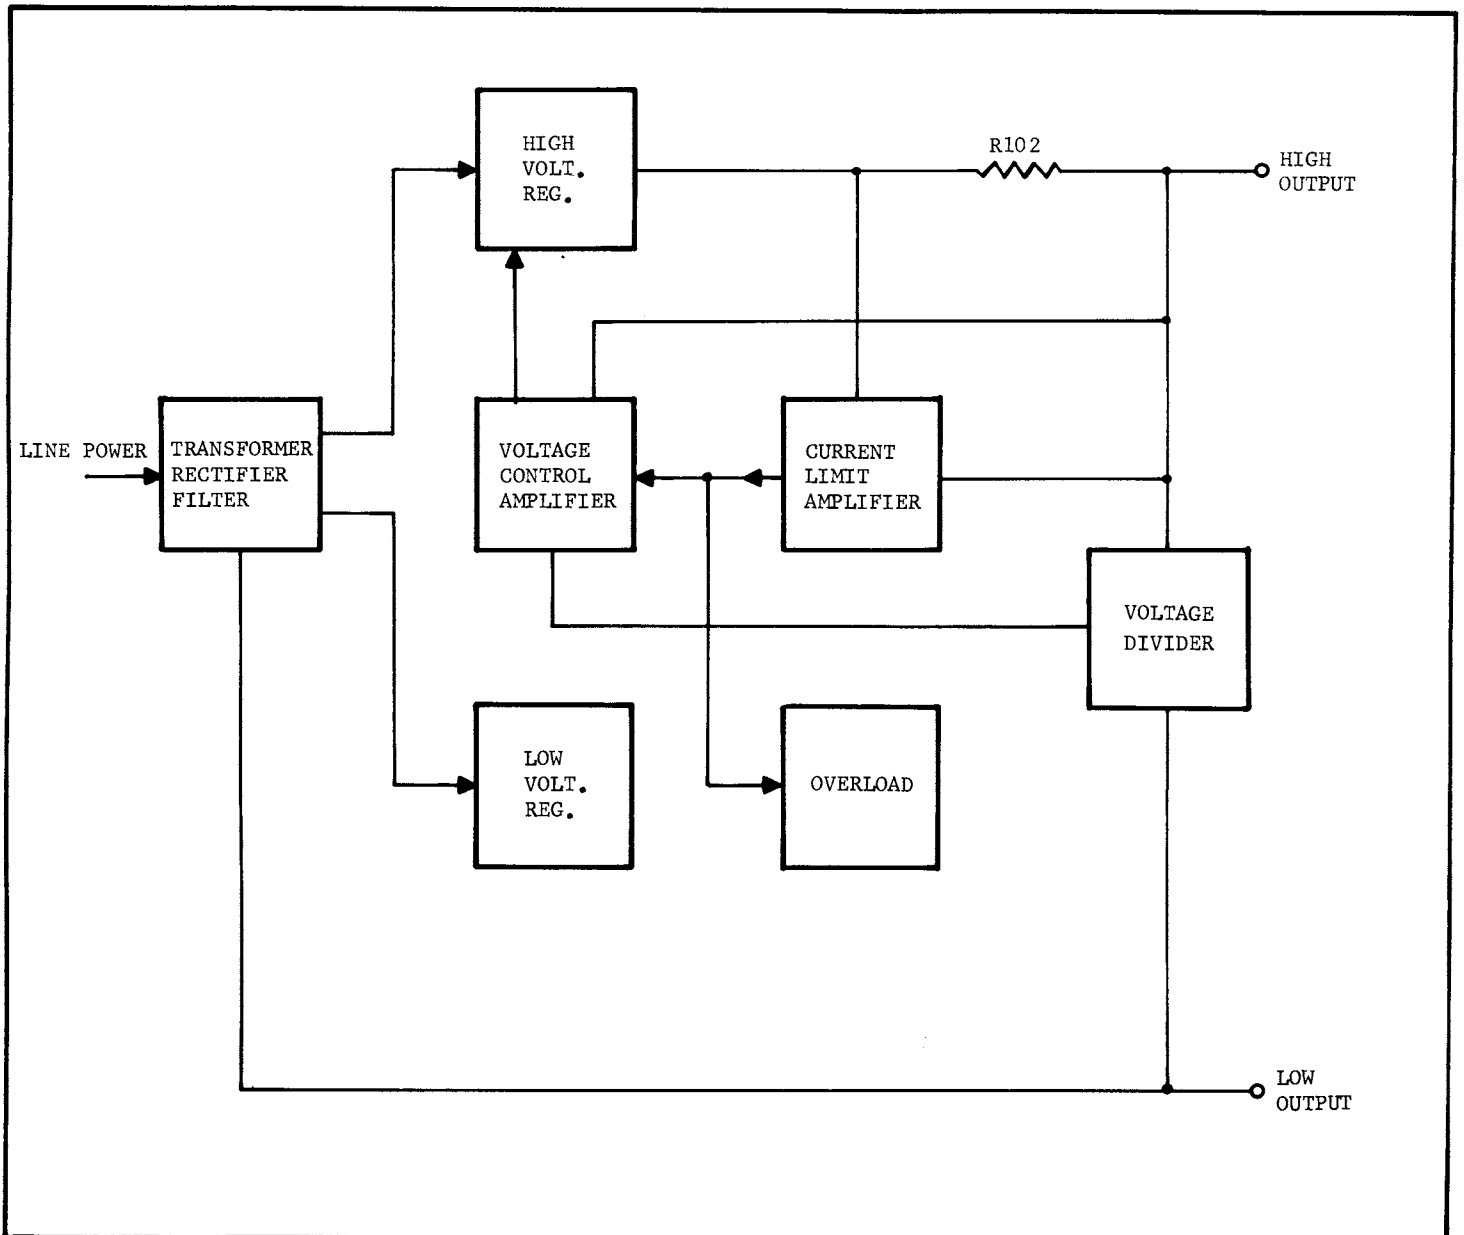 HIGH
VOLT.
REG.
R102
HIGH
OUTPUT
LINE POWER
TRANSFORMER
RECTIFIER
FILTER
VOLTAGE
CONTROL
AMPLIFIER
CURRENT
LIMIT
AMPLIFIER
VOLTAGE
DIVIDER
LOW
VOLT.
REG.
OVERLOAD
LOW
OUTPUT